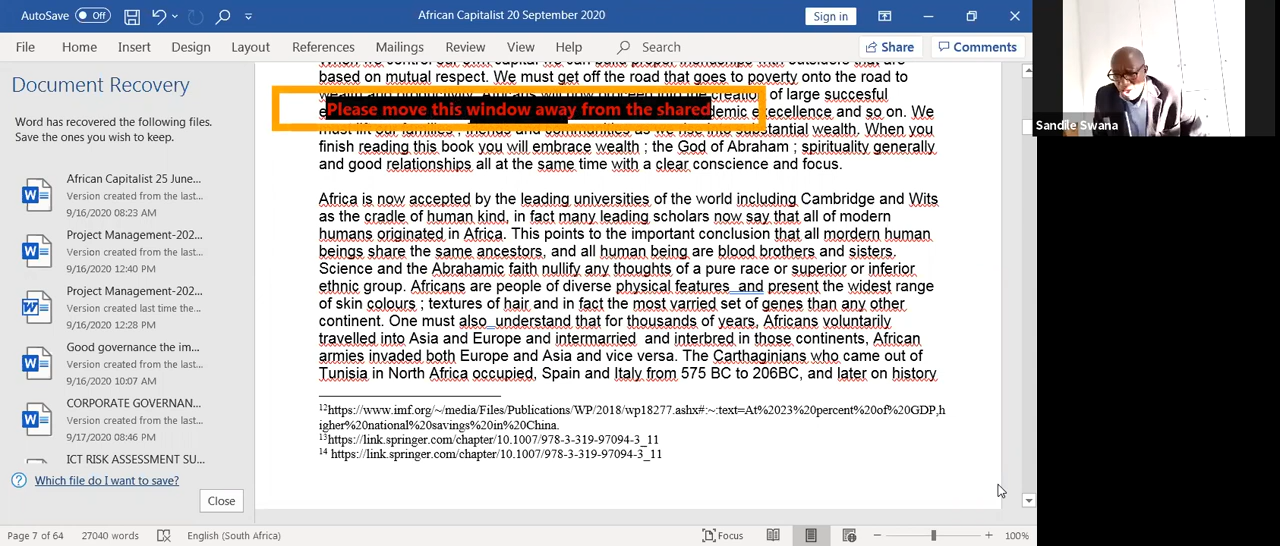 AutoSave Off
African Capitalist 20 September 2020
Sign in
File Home Insert Design Layout References Mailings Review View Help Search Share Comments
Document Recovery
Word has recovered the following files.
Save the ones you wish to keep.
African Capitalist 25 June...
Version created from the last...
9/16/2020 08:23 AM
Project Management-202...
Version created from the last...
9/16/2020 12:40 PM
Project Management-202...
Version created last time the...
9/16/2020 12:28 PM
Good governance the im...
Version created from the last...
9/16/2020 10:07 AM
CORPORATE GOVERNAN...
Version created from the last...
9/17/2020 08:46 PM
ICT RISK ASSESSMENT SU...
Which file do I want to save?
Close
based on mutual respect. We must get off the road that goes to poverty onto the road to
creation of large succesful
Please move this window away from the shared
demic execellence and so on. We
must lift our families ; friends and communities as we rise into substantial wealth. When you
finish reading this book you will embrace wealth ; the God of Abraham ; spirituality generally
and good relationships all at the same time with a clear conscience and focus.
Africa is now accepted by the leading universities of the world including Cambridge and Wits
as the cradle of human kind, in fact many leading scholars now say that all of modern
humans originated in Africa. This points to the important conclusion that all mordern human
beings share the same ancestors, and all human being are blood brothers and sisters.
Science and the Abrahamic faith nullify any thoughts of a pure race or superior or inferior
ethnic group. Africans are people of diverse physical features and present the widest range
of skin colours ; textures of hair and in fact the most varried set of genes than any other
continent. One must also understand that for thousands of years, Africans voluntarily
travelled into Asia and Europe and intermarried and interbred in those continents, African
armies invaded both Europe and Asia and vice versa. The Carthaginians who came out of
Tunisia in North Africa occupied, Spain and Italy from 575 BC to 206BC, and later on history
12https://www.imf.org/~/media/Files/Publications/WP/2018/wp18277.ashx#:~:text=At%2023%20percent%20of%20GDP,h
igher%20national%20savings%20in%20China.
13https://link.springer.com/chapter/10.1007/978-3-319-97094-3_11
14 https://link.springer.com/chapter/10.1007/978-3-319-97094-3_11
Page 7 of 64 27040 words English (South Africa) Focus 100%
Sandile Swana